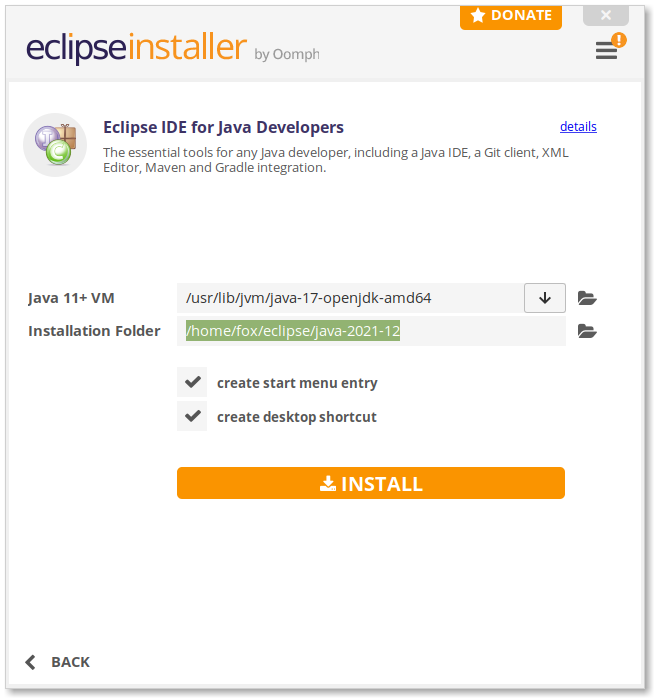 DONATE
eclipseinstaller by Oomph
Eclipse IDE for Java Developers
details
The essential tools for any Java developer, including a Java IDE, a Git client, XML
Editor, Maven and Gradle integration.
Java 11+ VM
/usr/lib/jvm/java-17-openjdk-amd64
Installation Folder
/home/fox/eclipse/java-2021-12
create start menu entry
create desktop shortcut
INSTALL
BACK